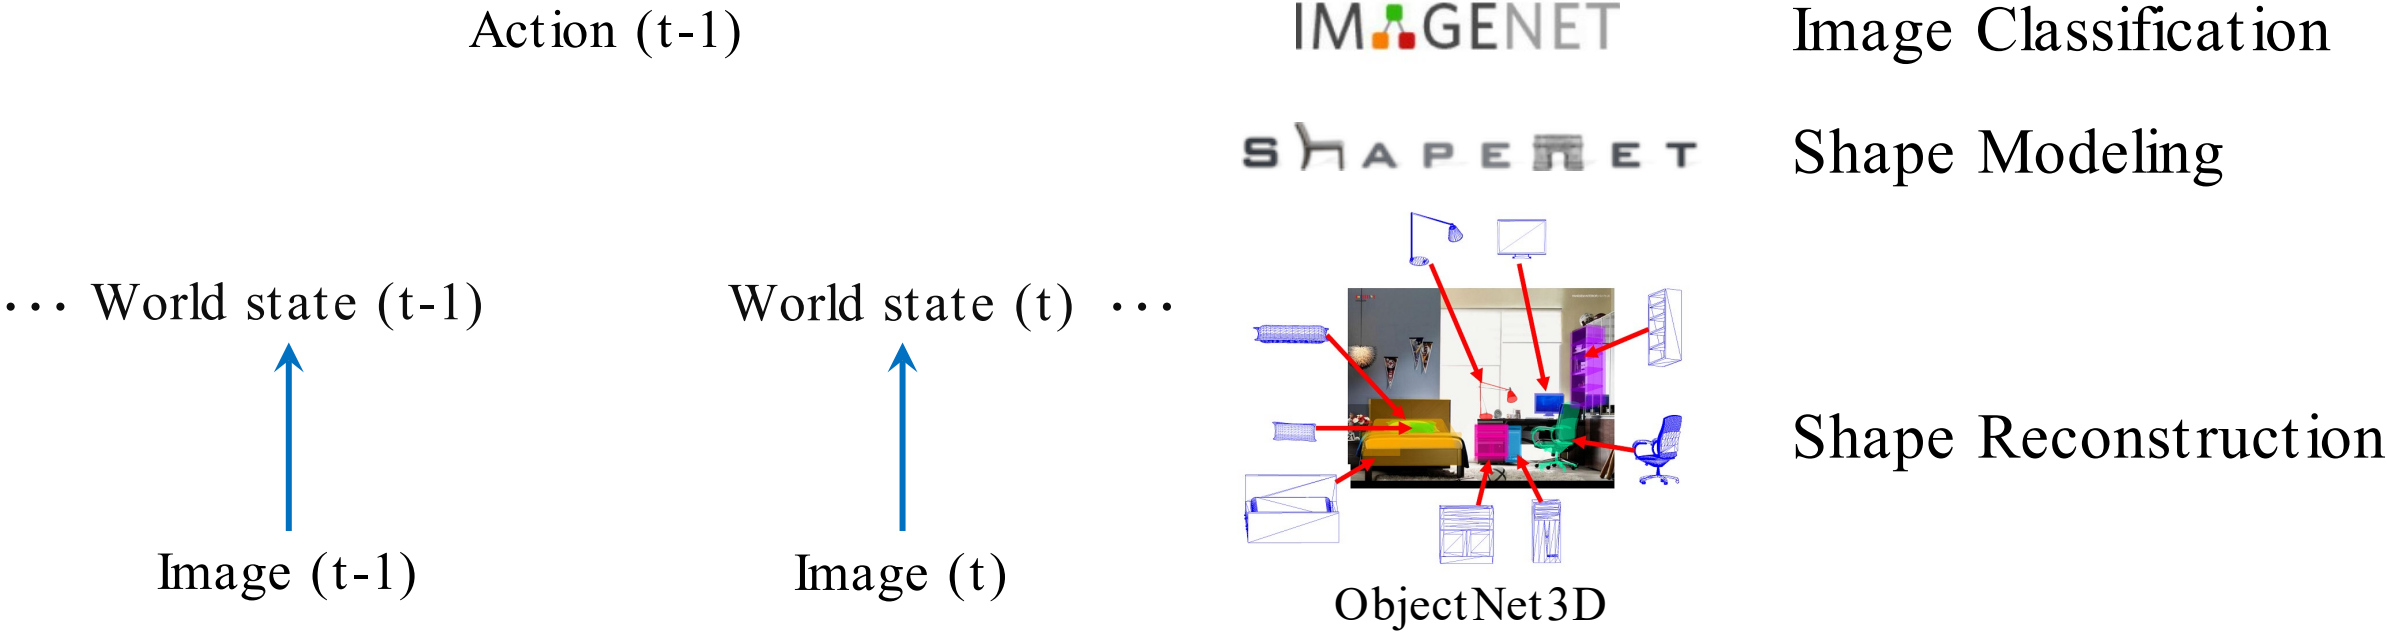 Action (t-1)
IMAGENET
Image Classification
SHAPENET
Shape Modeling
... World state (t-1)
World state (t) ...
Shape Reconstruction
Image (t-1)
Image (t)
ObjectNet3D